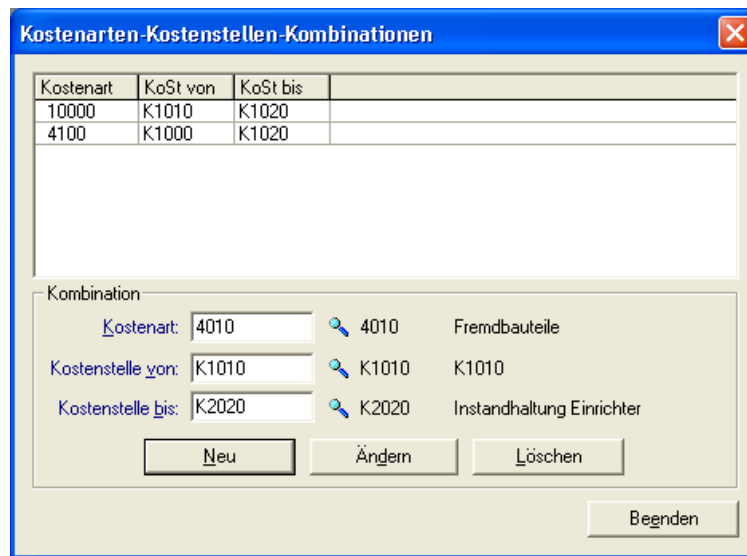 Kostenarten-Kostenstellen-Kombinationen
Kostenart KoSt von KoSt bis
10000 K1010 K1020
4100 K1000 K1020
Kombination
Kostenart: 4010 4010 Fremdbauteile
Kostenstelle von: K1010 K1010 K1010
Kostenstelle bis: K2020 K2020 Instandhaltung Einrichter
Neu Ändern Löschen
Beenden